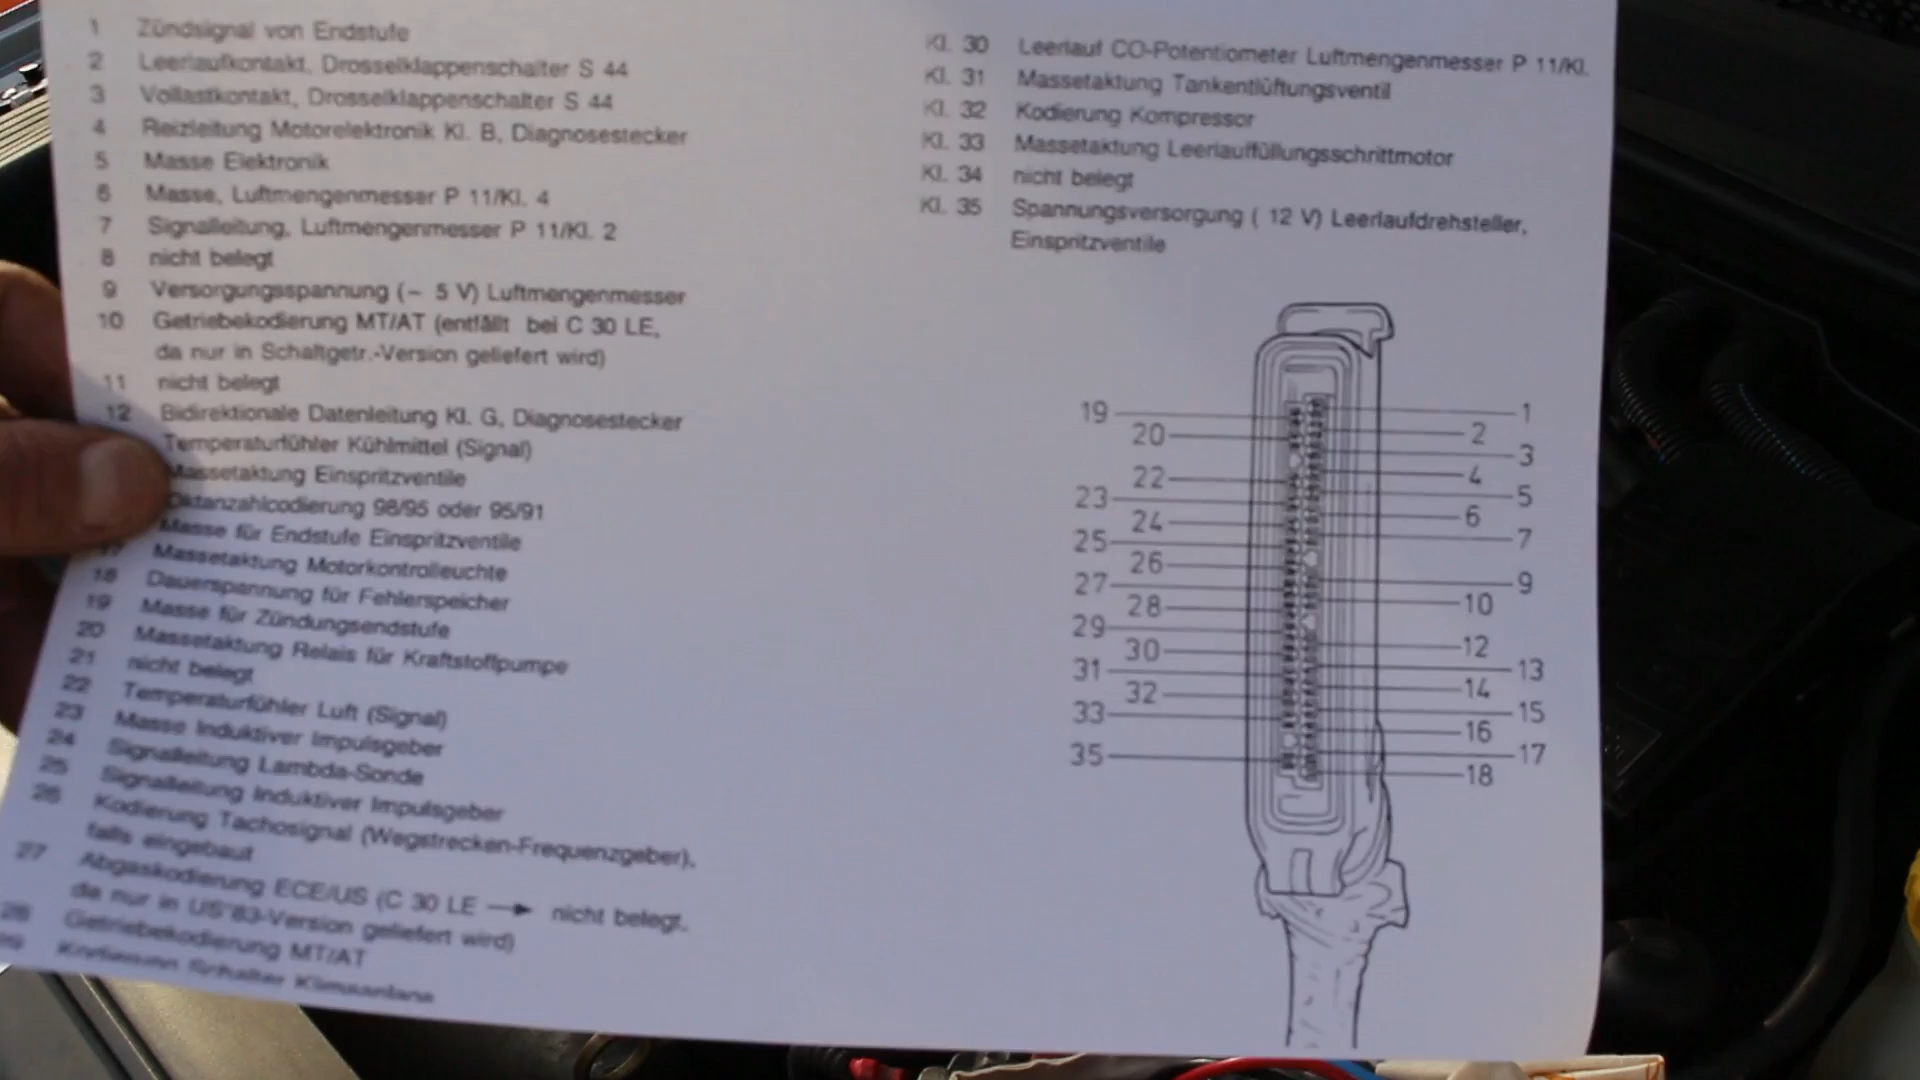 1 Zündsignal von Endstufe
2 Leerlaufkontakt, Drosselklappenschalter S 44
3 Vollastkontakt, Drosselklappenschalter S 44
4 Reizleitung Motorelektronik Kl. B, Diagnosestecker
5 Masse Elektronik
6 Masse, Luftmengenmesser P 11/Kl. 4
7 Signalleitung, Luftmengenmesser P 11/Kl. 2
8 nicht belegt
9 Versorgungsspannung (~ 5 V) Luftmengenmesser
10 Getriebekodierung MT/AT (entfällt bei C 30 LE,
da nur in Schaltgetr.-Version geliefert wird)
11 nicht belegt
12 Bidirektionale Datenleitung Kl. G, Diagnosestecker
Temperaturfühler Kühlmittel (Signal)
Massetaktung Einspritzventile
Oktanzahlcodierung 98/95 oder 95/91
Masse für Endstufe Einspritzventile
17 Massetaktung Motorkontrolleuchte
18 Dauerspannung für Fehlerspeicher
19 Masse für Zündungsendstufe
20 Massetaktung Relais für Kraftstoffpumpe
21 nicht belegt
22 Temperaturfühler Luft (Signal)
23 Masse Induktiver Impulsgeber
24 Signalleitung Lambda-Sonde
25 Signalleitung Induktiver Impulsgeber
26 Kodierung Tachosignal (Wegstrecken-Frequenzgeber),
falls eingebaut
27 Abgaskodierung ECE/US (C 30 LE → nicht belegt,
da nur in US'83-Version geliefert wird)
28 Getriebekodierung MT/AT
29 Kodierung Schalter Klimaanlage
Kl. 30 Leerlauf CO-Potentiometer Luftmengenmesser P 11/Kl.
Kl. 31 Massetaktung Tankentlüftungsventil
Kl. 32 Kodierung Kompressor
Kl. 33 Massetaktung Leerlauffüllungsschrittmotor
Kl. 34 nicht belegt
Kl. 35 Spannungsversorgung ( 12 V) Leerlaufdrehsteller,
Einspritzventile
19 1
20 2
3
22 4
23 5
24 6
25 7
26
27 9
28 10
29
30 12
31 13
32 14
33 15
16
35 17
18